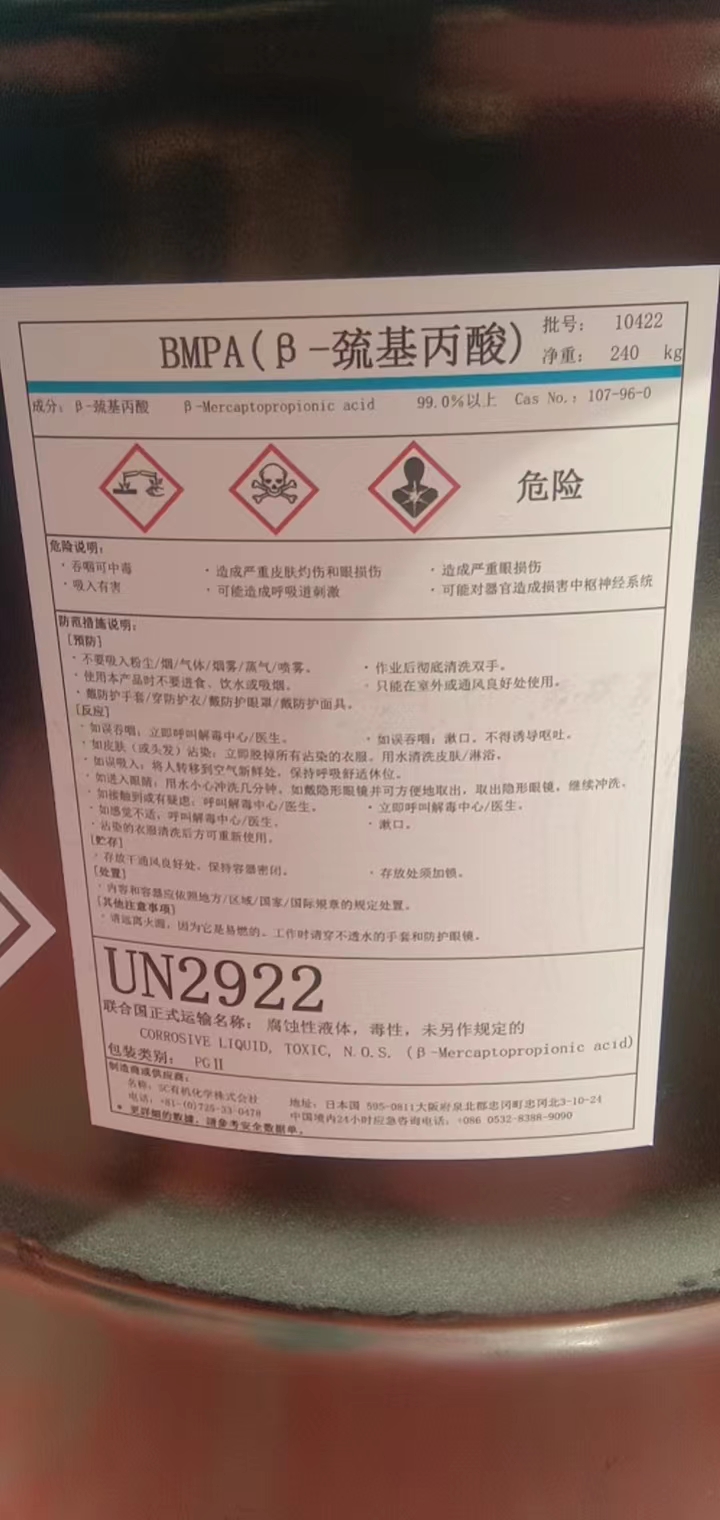 BMPA(β-巯基丙酸)
批号: 10422
净重: 240 kg
成分: β-巯基丙酸 β-Mercaptopropionic acid 99.0%以上 Cas No.: 107-96-0
危险
危险说明:
・吞咽可中毒 ・造成严重皮肤灼伤和眼损伤 ・造成严重眼损伤
・吸入有害 ・可能造成呼吸道刺激 ・可能对器官造成损害中枢神经系统
防范措施说明:
[预防]
・不要吸入粉尘/烟/气体/烟雾/蒸气/喷雾。 ・作业后彻底清洗双手。
・使用本产品时不要进食、饮水或吸烟。 ・只能在室外或通风良好处使用。
・戴防护手套/穿防护衣/戴防护眼罩/戴防护面具。
[反应]
・如误吞咽: 立即呼叫解毒中心/医生。 ・如误吞咽: 漱口。不得诱导呕吐。
・如皮肤（或头发）沾染: 立即脱掉所有沾染的衣服。用水清洗皮肤/淋浴。
・如误吸入: 将人转移到空气新鲜处，保持呼吸舒适体位。
・如进入眼睛: 用水小心冲洗几分钟。如戴隐形眼镜并可方便地取出，取出隐形眼镜。继续冲洗。
・如接触到或有疑虑: 呼叫解毒中心/医生。 ・立即呼叫解毒中心/医生。
・如感觉不适，呼叫解毒中心/医生。 ・漱口。
・沾染的衣服清洗后方可重新使用。
[贮存]
・存放于通风良好处。保持容器密闭。 ・存放处须加锁。
[处置]
・内容和容器应依照地方/区域/国家/国际规章的规定处置。
[其他注意事项]
・请远离火源，因为它是易燃的。工作时请穿不透水的手套和防护眼镜。
UN2922
联合国正式运输名称: 腐蚀性液体，毒性，未另作规定的
CORROSIVE LIQUID, TOXIC, N.O.S. (β-Mercaptopropionic acid)
包装类别: PGⅡ
制造商或供应商:
名称: SC有机化学株式会社
电话: +81-(0)725-33-0478
地址: 日本国 595-0811大阪府泉北郡忠冈町忠冈北3-10-24
中国境内24小时应急咨询电话: +086 0532-8388-9090
* 更详细的数据，请参考安全数据单。